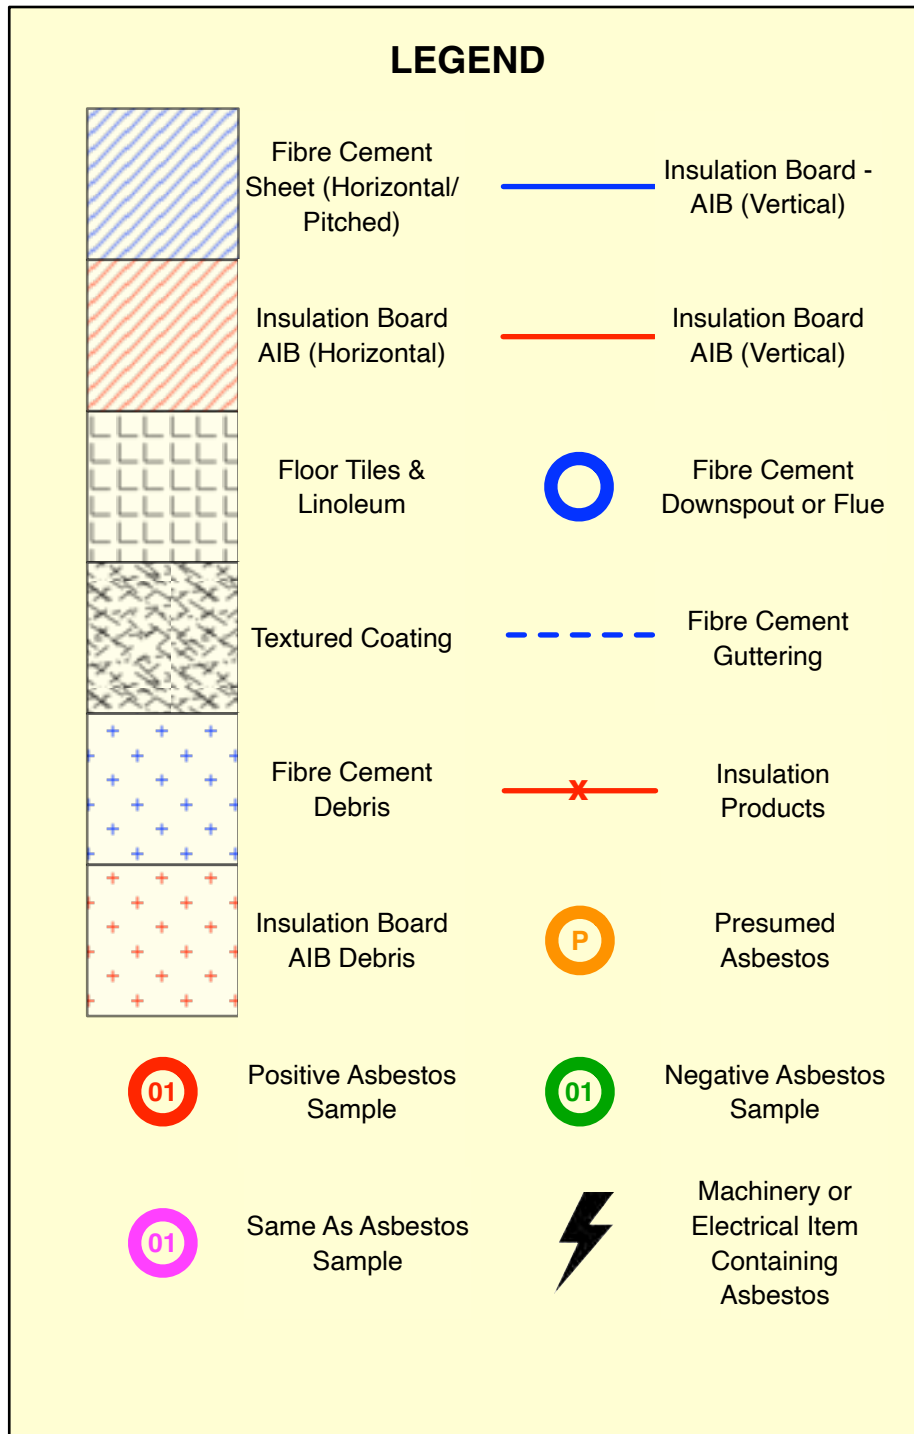 LEGEND
Fibre Cement
Sheet (Horizontal/
Pitched)
Insulation Board -
AIB (Vertical)
Insulation Board
AIB (Horizontal)
Insulation Board
AIB (Vertical)
Floor Tiles &
Linoleum
Fibre Cement
Downspout or Flue
Textured Coating
Fibre Cement
Guttering
Fibre Cement
Debris
X
Insulation
Products
Insulation Board
AIB Debris
P
Presumed
Asbestos
01
Positive Asbestos
Sample
01
Negative Asbestos
Sample
01
Same As Asbestos
Sample
Machinery or
Electrical Item
Containing
Asbestos